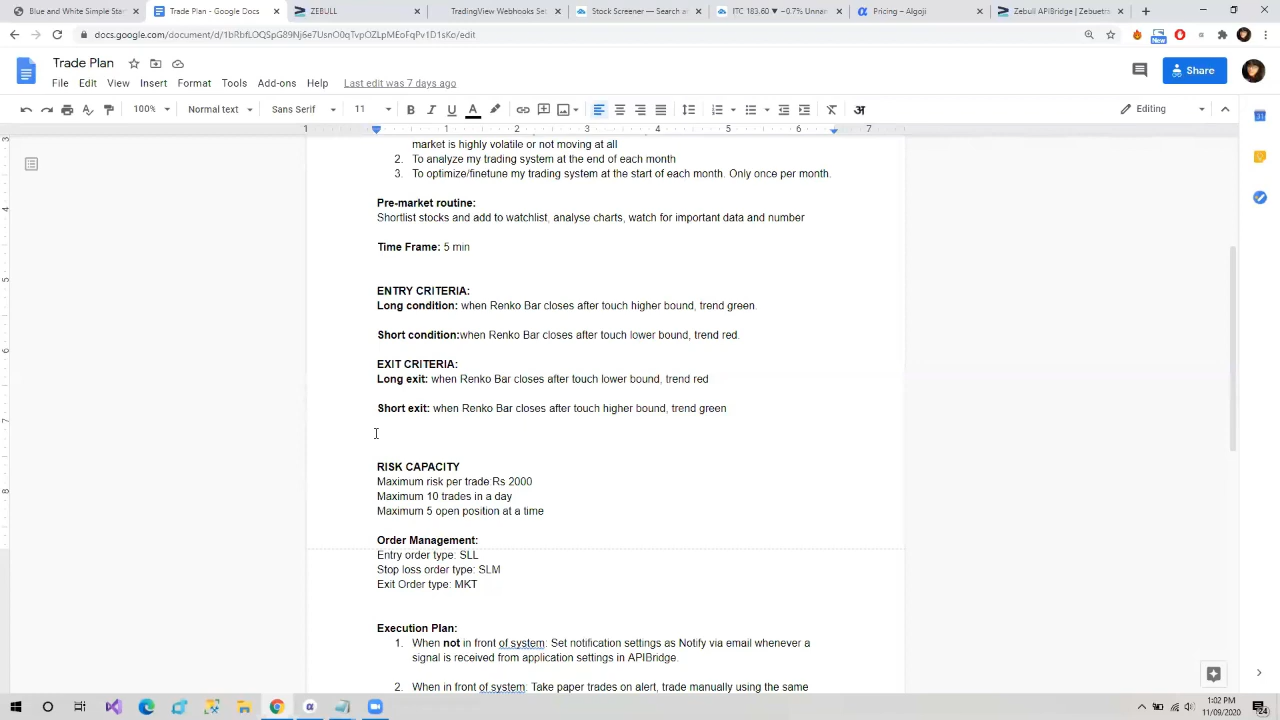 Blue and White Simple Star
Trade Plan - Google Docs
ZEBULL
TradingView Webhooks Se
Stock Screener — Search a
ITC 183.60 ▼ −0.7% Unnam
Pricing – Algoji
Zebull APIBridge | Zebuetra
docs.google.com/document/d/1bRbfLOQSpG89Nj6e7UsnO0qTvpOZLpMEoFqPv1D1sKo/edit
New
Trade Plan
File Edit View Insert Format Tools Add-ons Help Last edit was 7 days ago
Share
100% Normal text Sans Serif 11 B I U A अ Editing
1 1 2 3 4 5 6 7
market is highly volatile or not moving at all
2. To analyze my trading system at the end of each month
3. To optimize/finetune my trading system at the start of each month. Only once per month.
Pre-market routine:
Shortlist stocks and add to watchlist, analyse charts, watch for important data and number
Time Frame: 5 min
ENTRY CRITERIA:
Long condition: when Renko Bar closes after touch higher bound, trend green.
Short condition:when Renko Bar closes after touch lower bound, trend red.
EXIT CRITERIA:
Long exit: when Renko Bar closes after touch lower bound, trend red
Short exit: when Renko Bar closes after touch higher bound, trend green
RISK CAPACITY
Maximum risk per trade Rs 2000
Maximum 10 trades in a day
Maximum 5 open position at a time
Order Management:
Entry order type: SLL
Stop loss order type: SLM
Exit Order type: MKT
Execution Plan:
1. When not in front of system: Set notification settings as Notify via email whenever a
signal is received from application settings in APIBridge.
2. When in front of system: Take paper trades on alert, trade manually using the same
1:02 PM
11/09/2020
24